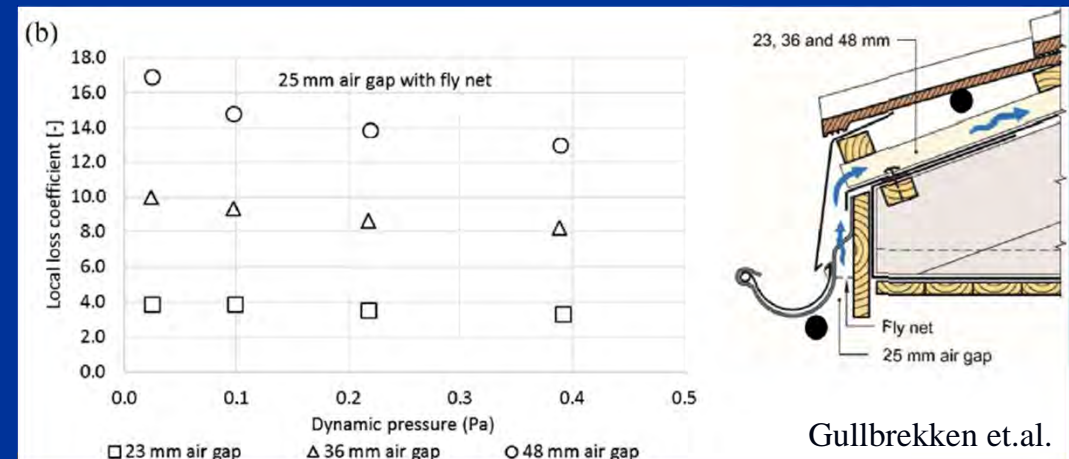 (b)
18.0
16.0
14.0
12.0
10.0
8.0
6.0
4.0
2.0
0.0
Local loss coefficient [-]
25 mm air gap with fly net
0.0 0.1 0.2 0.3 0.4 0.5
Dynamic pressure (Pa)
23 mm air gap 36 mm air gap 48 mm air gap
23, 36 and 48 mm
Fly net
25 mm air gap
Gullbrekken et.al.